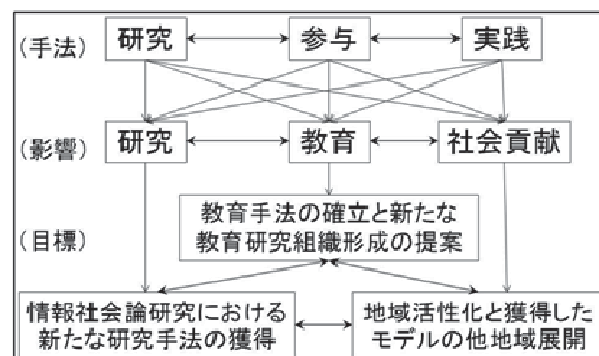 (手法) 研究 参与 実践
(影響) 研究 教育 社会貢献
(目標) 教育手法の確立と新たな
教育研究組織形成の提案
情報社会論研究における
新たな研究手法の獲得
地域活性化と獲得した
モデルの他地域展開